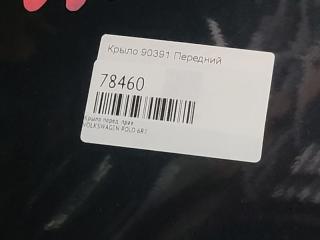 Крыло 90391 Передний
78460
Крыло перед. прав
VOLKSWAGEN POLO 6R1